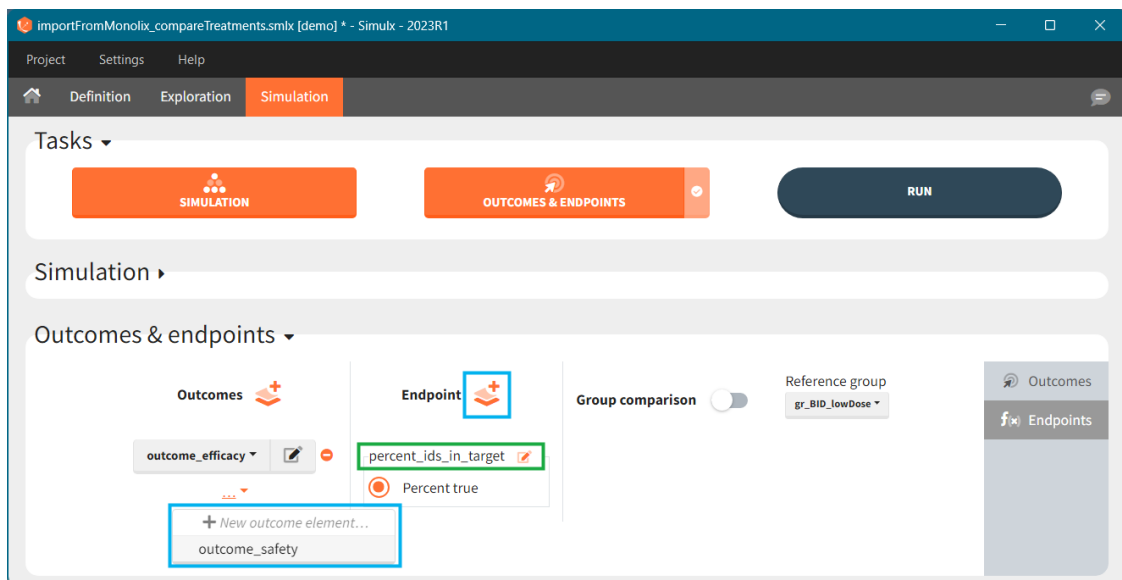 importFromMonolix_compareTreatments.smlx [demo] * - Simulx - 2023R1
Project Settings Help
Definition Exploration Simulation
Tasks
SIMULATION
OUTCOMES & ENDPOINTS
RUN
Simulation
Outcomes & endpoints
Outcomes
Endpoint
Group comparison
Reference group
gr_BID_lowDose
Outcomes
f(x) Endpoints
outcome_efficacy
percent_ids_in_target
...
Percent true
+ New outcome element...
outcome_safety